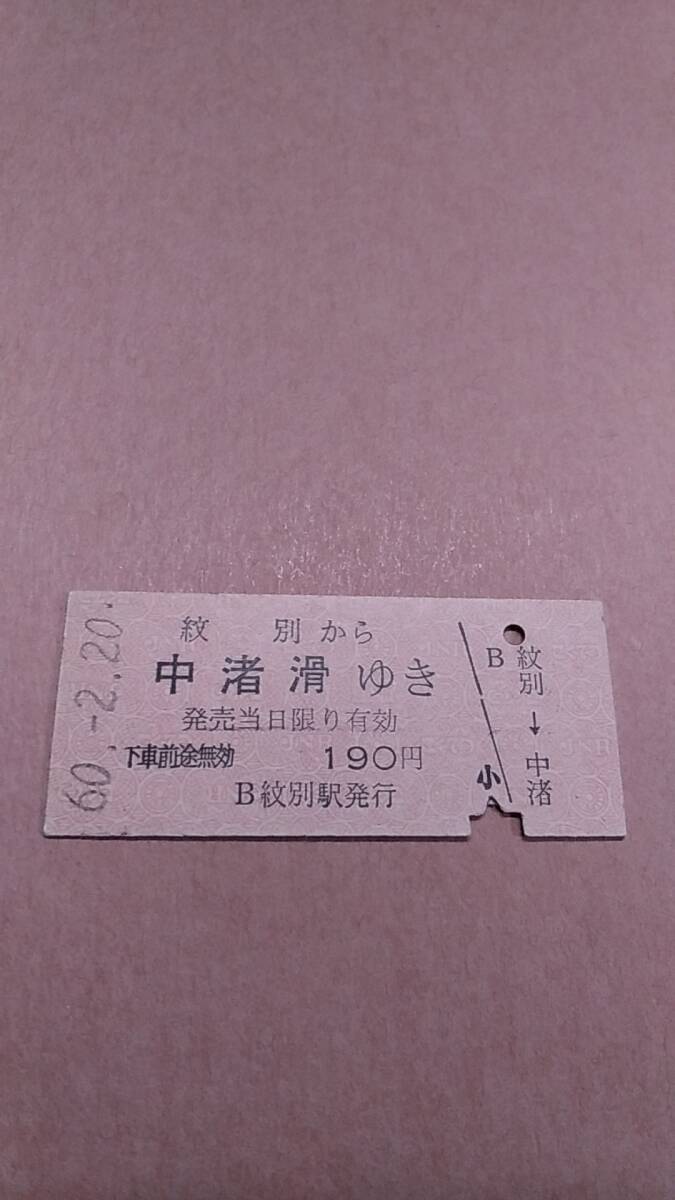 60.-2.20.
紋 別 から
中 渚 滑 ゆき
発売当日限り有効
下車前途無効 190円
B紋別駅発行
B
小
紋別→中渚